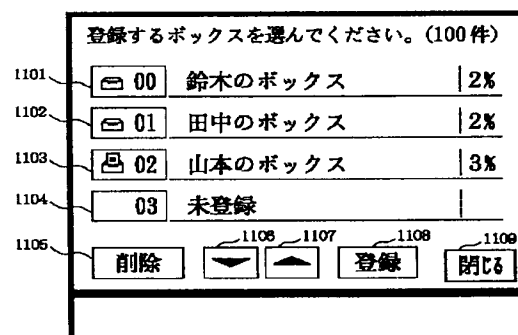 登録するボックスを選んでください。(100件)
1101 00 鈴木のボックス 2%
1102 01 田中のボックス 2%
1103 02 山本のボックス 3%
1104 03 未登録
1105 削除 1106 1107 1108 登録 1109 閉じる